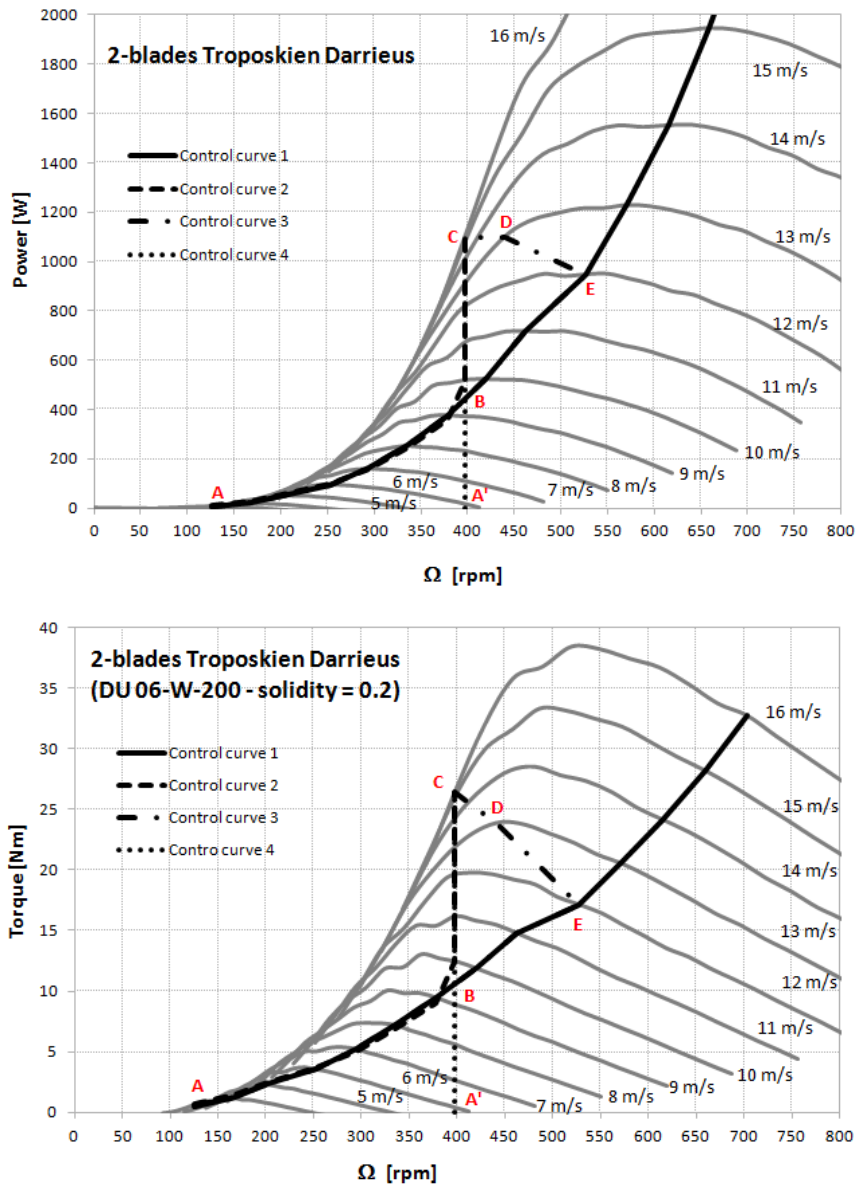 2-blades Troposkien Darrieus
Control curve 1
Control curve 2
Control curve 3
Control curve 4
Power [W]
2000
1800
1600
1400
1200
1000
800
600
400
200
0
16 m/s
15 m/s
14 m/s
13 m/s
12 m/s
11 m/s
10 m/s
9 m/s
8 m/s
7 m/s
6 m/s
5 m/s
C
D
E
B
A
A'
0 50 100 150 200 250 300 350 400 450 500 550 600 650 700 750 800
Ω [rpm]
2-blades Troposkien Darrieus
(DU 06-W-200 - solidity = 0.2)
Control curve 1
Control curve 2
Control curve 3
Contro curve 4
Torque [Nm]
40
35
30
25
20
15
10
5
0
16 m/s
15 m/s
14 m/s
13 m/s
12 m/s
11 m/s
10 m/s
9 m/s
8 m/s
7 m/s
6 m/s
5 m/s
C
D
E
B
A
A'
0 50 100 150 200 250 300 350 400 450 500 550 600 650 700 750 800
Ω [rpm]